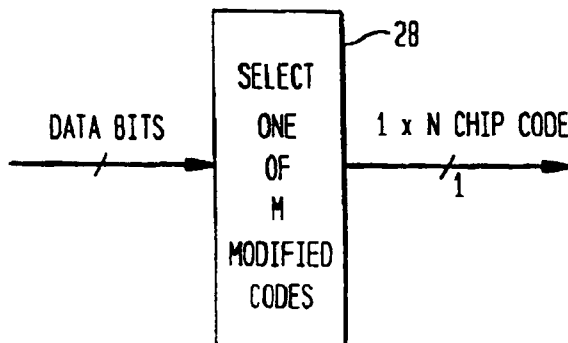 28
SELECT
ONE
OF
M
MODIFIED
CODES
DATA BITS
1 x N CHIP CODE
1